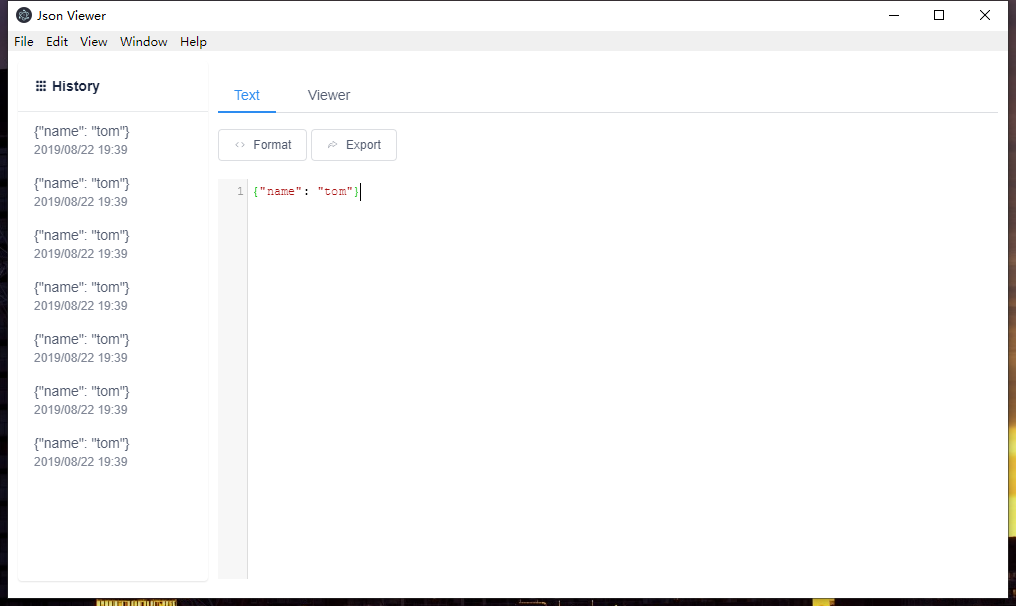 Json Viewer
File Edit View Window Help
History
{"name": "tom"}
2019/08/22 19:39
{"name": "tom"}
2019/08/22 19:39
{"name": "tom"}
2019/08/22 19:39
{"name": "tom"}
2019/08/22 19:39
{"name": "tom"}
2019/08/22 19:39
{"name": "tom"}
2019/08/22 19:39
{"name": "tom"}
2019/08/22 19:39
Text Viewer
Format Export
1 {"name": "tom"}